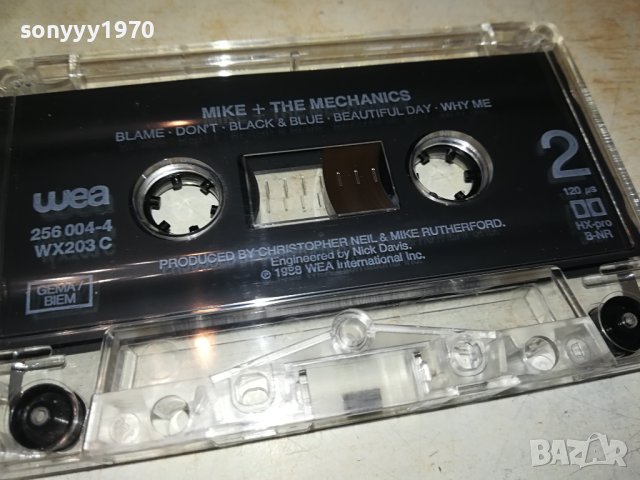 sonyyy1970
MIKE + THE MECHANICS
BLAME · DON'T · BLACK & BLUE · BEAUTIFUL DAY · WHY ME
wea
256 004-4
WX203 C
2
120 µs
HX-pro
B-NR
PRODUCED BY CHRISTOPHER NEIL & MIKE RUTHERFORD.
Engineered by Nick Davis.
℗ 1988 WEA International Inc.
GEMA/
BIEM
BAZAR